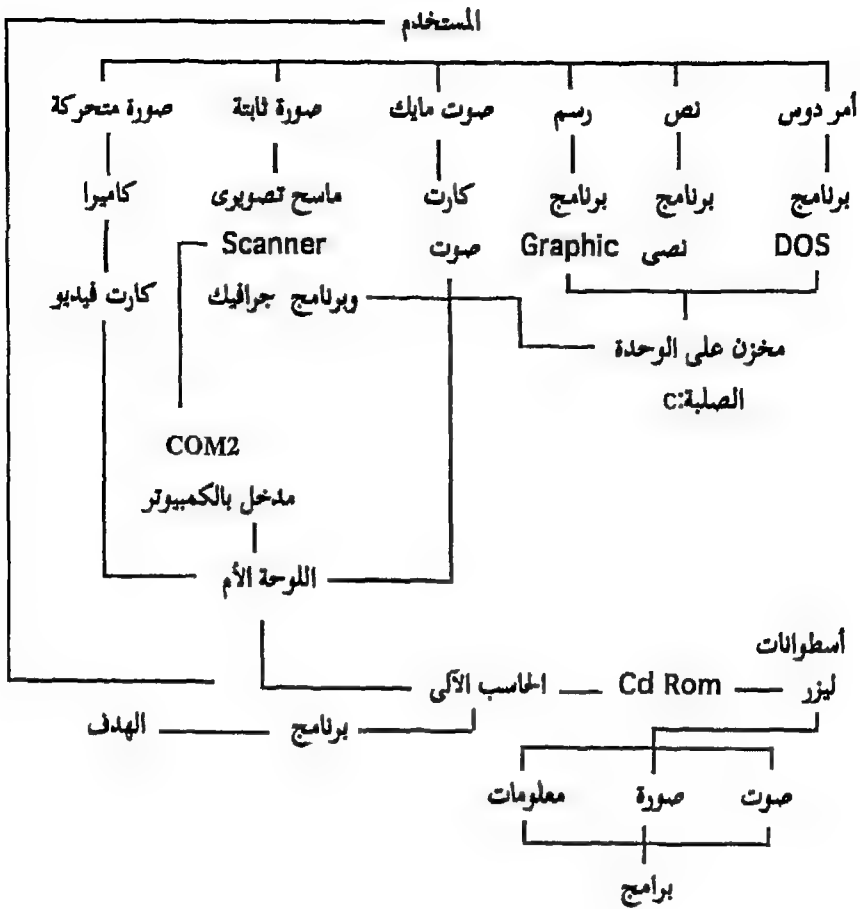 المستخدم
أمر دوس نص رسم صوت مايك صورة ثابتة صورة متحركة
برنامج برنامج برنامج كارت ماسح تصويرى كاميرا
DOS نصى Graphic صوت Scanner
وبرنامج جرافيك كارت فيديو
مخزن على الوحدة
الصلبة:c
COM2
مدخل بالكمبيوتر
اللوحة الأم
أسطوانات
ليزر Cd Rom الحاسب الآلى
برنامج الهدف
صوت صورة معلومات
برامج